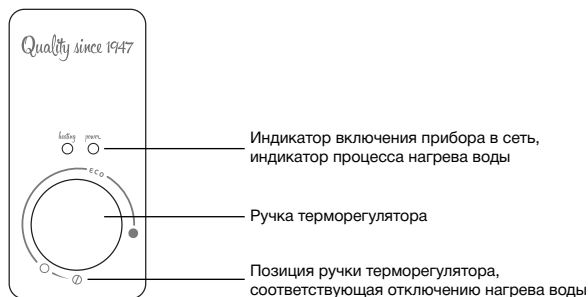 Quality since 1947
heating power
Индикатор включения прибора в сеть,
индикатор процесса нагрева воды
ECO
Ручка терморегулятора
Позиция ручки терморегулятора,
соответствующая отключению нагрева воды